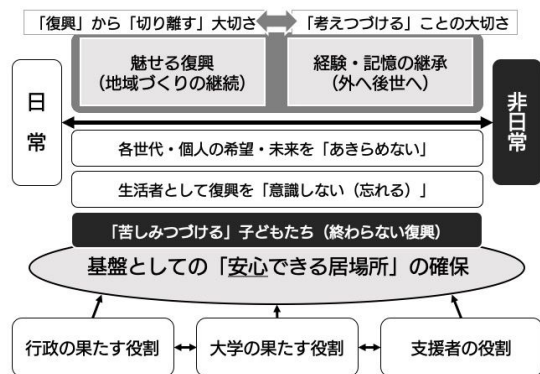 「復興」から「切り離す」大切さ
「考えつづける」ことの大切さ
魅せる復興
（地域づくりの継続）
経験・記憶の継承
（外へ後世へ）
日常
非日常
各世代・個人の希望・未来を「あきらめない」
生活者として復興を「意識しない（忘れる）」
「苦しみつづける」子どもたち（終わらない復興）
基盤としての「安心できる居場所」の確保
行政の果たす役割
大学の果たす役割
支援者の役割